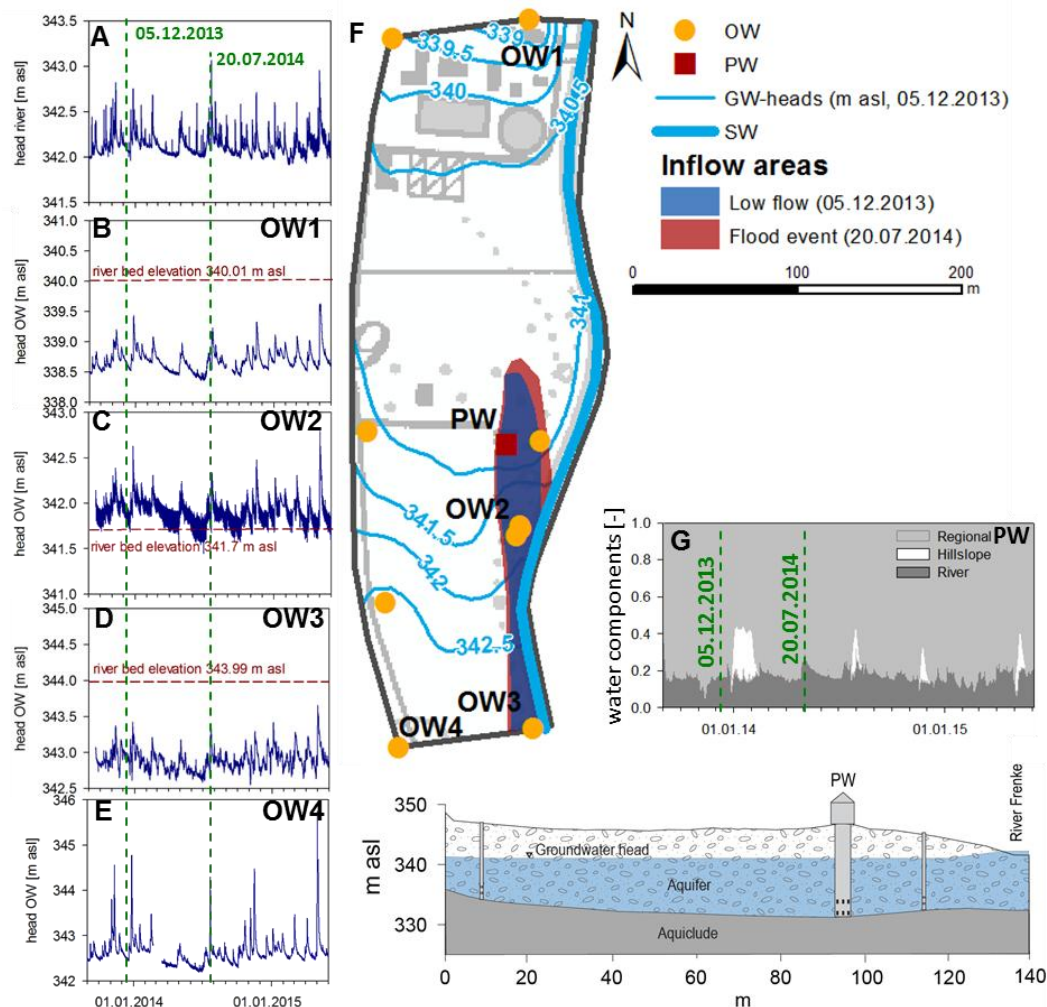 A
05.12.2013
20.07.2014
head river [m asl]
343.5
343.0
342.5
342.0
341.5
B
OW1
head OW [m asl]
341.0
340.5
river bed elevation 340.01 m asl
340.0
339.5
339.0
338.5
338.0
C
OW2
head OW [m asl]
343.0
342.5
342.0
341.5
river bed elevation 341.7 m asl
341.0
D
OW3
head OW [m asl]
345.0
344.5
river bed elevation 343.99 m asl
344.0
343.5
343.0
342.5
E
OW4
head OW [m asl]
346
345
344
343
342
01.01.2014
01.01.2015
F
339
OW1
339.5
340
340.5
341
PW
OW2
341.5
342
342.5
OW3
OW4
N
OW
PW
GW-heads (m asl, 05.12.2013)
SW
Inflow areas
Low flow (05.12.2013)
Flood event (20.07.2014)
0
100
200
m
G
PW
Regional
Hillslope
River
05.12.2013
20.07.2014
water components [-]
1.0
0.8
0.6
0.4
0.2
0.0
01.01.14
01.01.15
PW
River Frenke
m asl
350
340
330
Groundwater head
Aquifer
Aquiclude
0 20 40 60 80 100 120 140
m